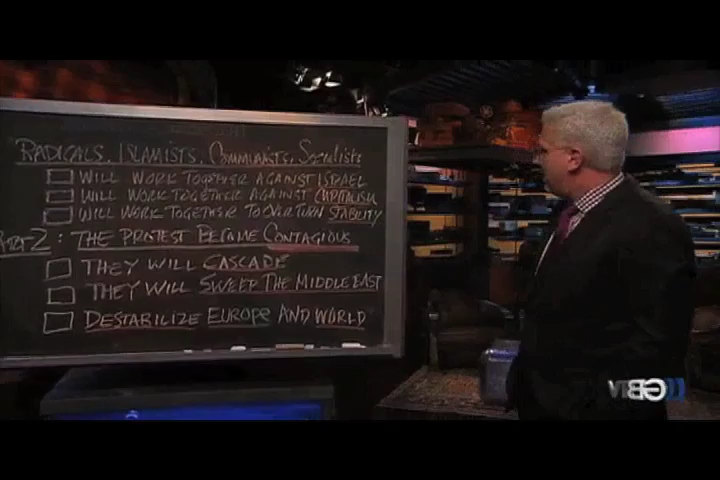 RADICALS, ISLAMISTS, COMMUNISTS, SOCIALISTS
WILL WORK TOGETHER AGAINST ISRAEL
WILL WORK TOGETHER AGAINST CAPITALISM
WILL WORK TOGETHER TO OVERTURN STABILITY
PART 2: THE PROTEST BECAME CONTAGIOUS
THEY WILL CASCADE
THEY WILL SWEEP THE MIDDLE EAST
DESTABILIZE EUROPE AND WORLD
GBTV